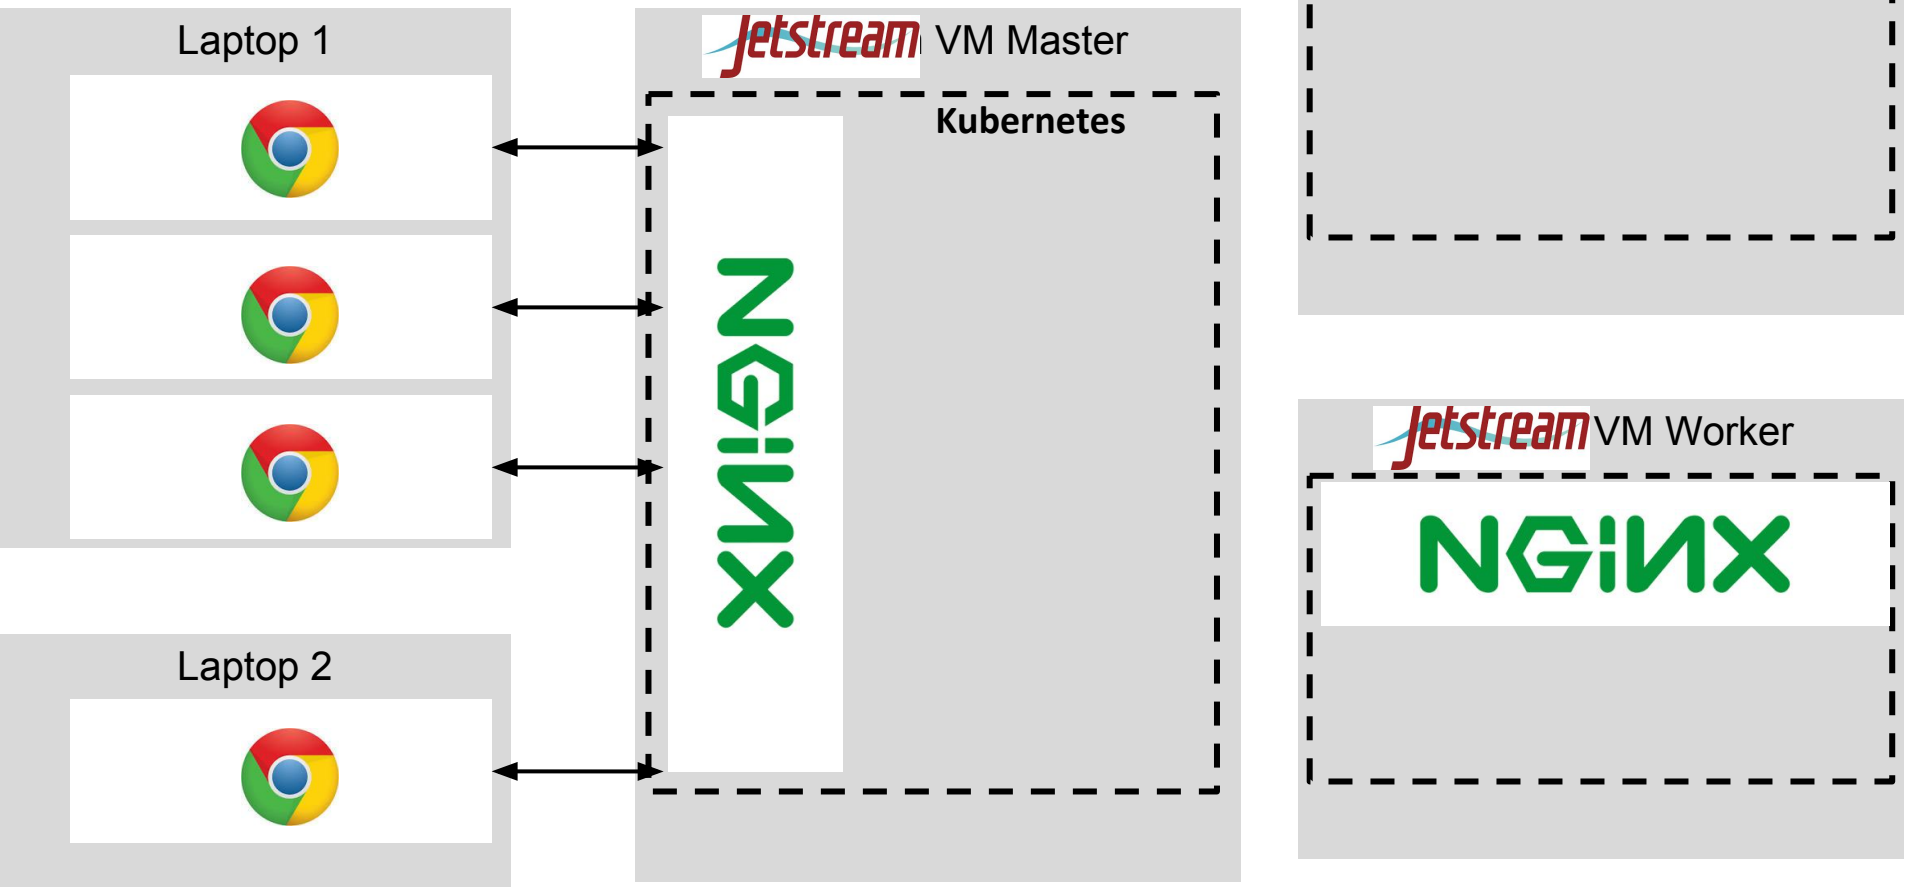 Laptop 1
Jetstream VM Master
Kubernetes
NGiNX
Laptop 2
Jetstream VM Worker
NGiNX